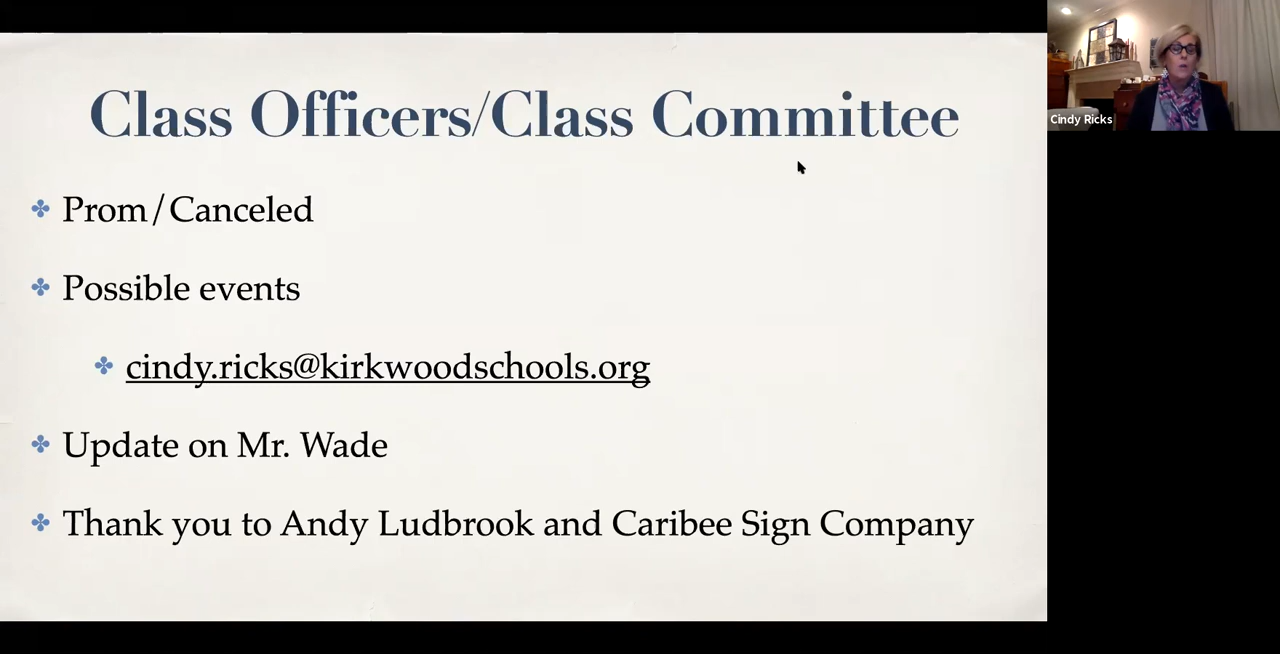 Class Officers/Class Committee
Prom/Canceled
Possible events
cindy.ricks@kirkwoodschools.org
Update on Mr. Wade
Thank you to Andy Ludbrook and Caribee Sign Company
Cindy Ricks